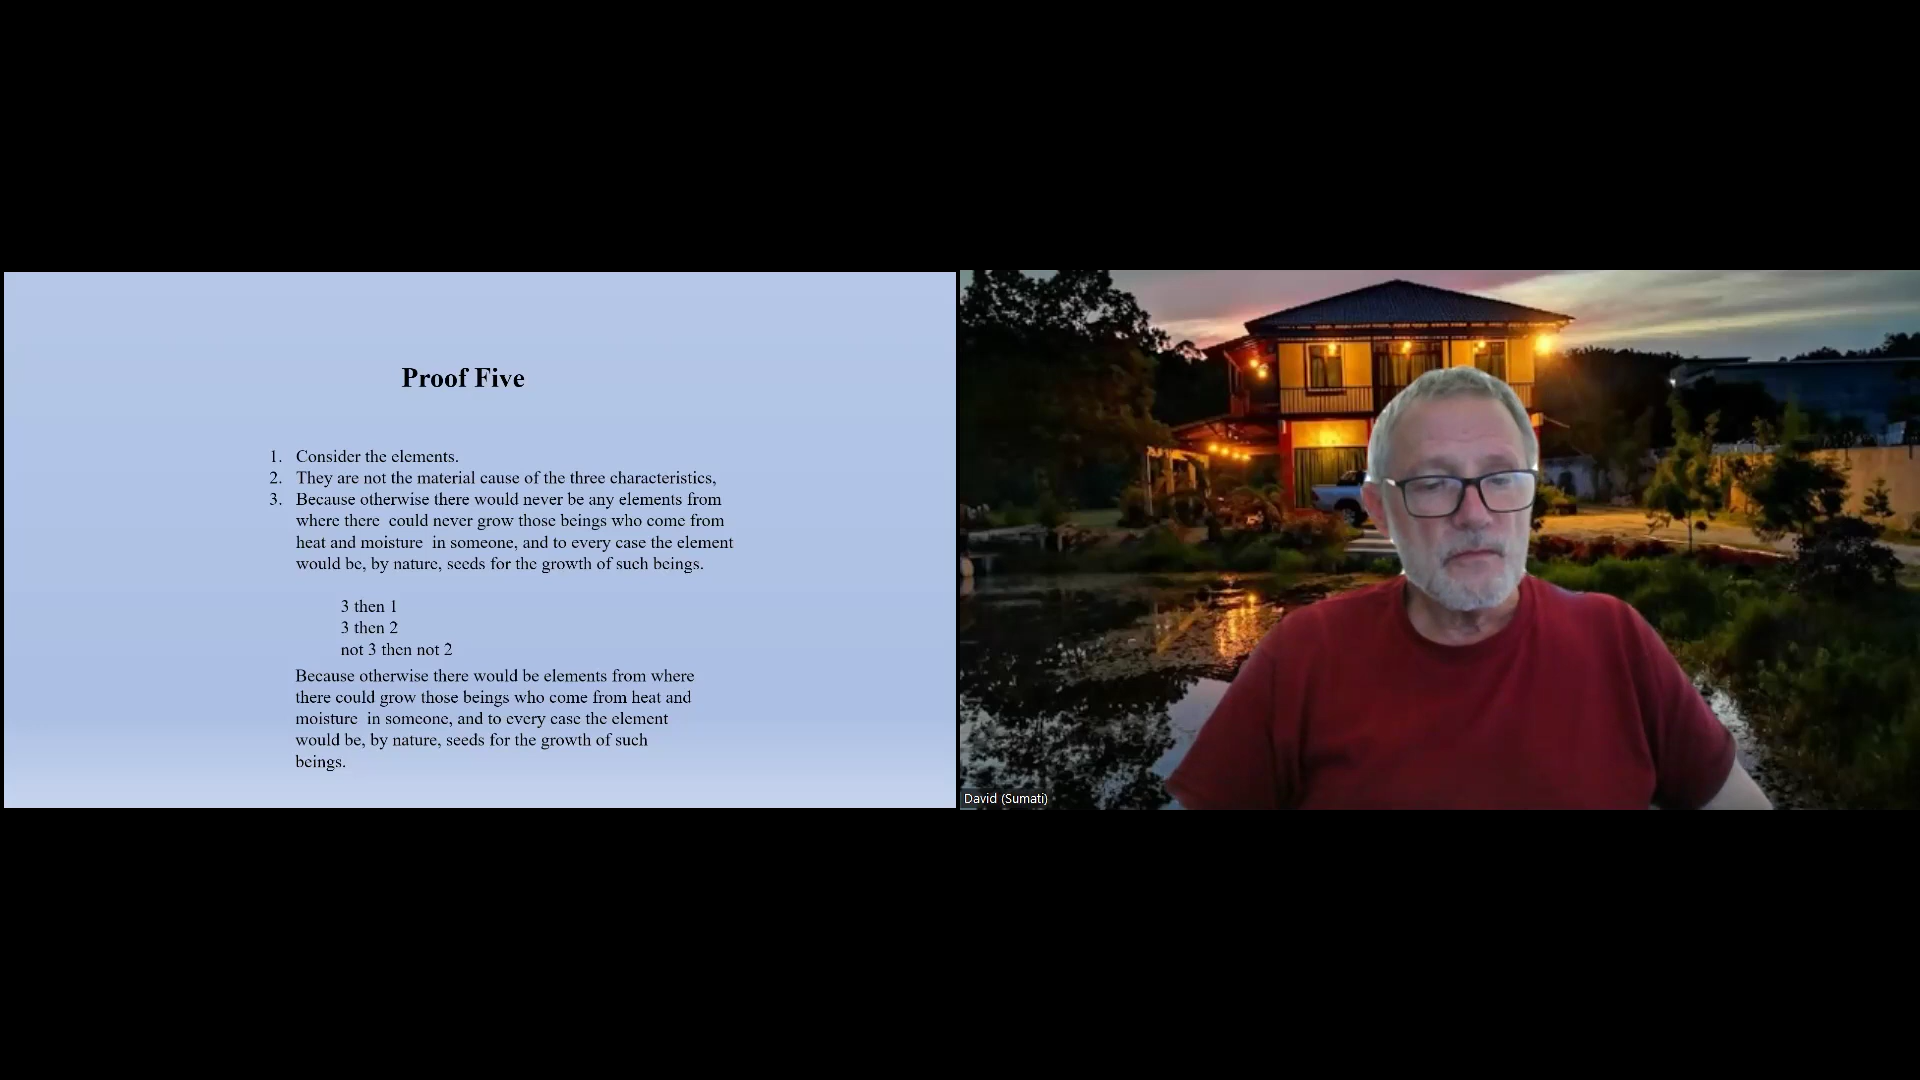 Proof Five
1. Consider the elements.
2. They are not the material cause of the three characteristics,
3. Because otherwise there would never be any elements from
where there could never grow those beings who come from
heat and moisture in someone, and to every case the element
would be, by nature, seeds for the growth of such beings.
3 then 1
3 then 2
not 3 then not 2
Because otherwise there would be elements from where
there could grow those beings who come from heat and
moisture in someone, and to every case the element
would be, by nature, seeds for the growth of such
beings.
David (Sumati)